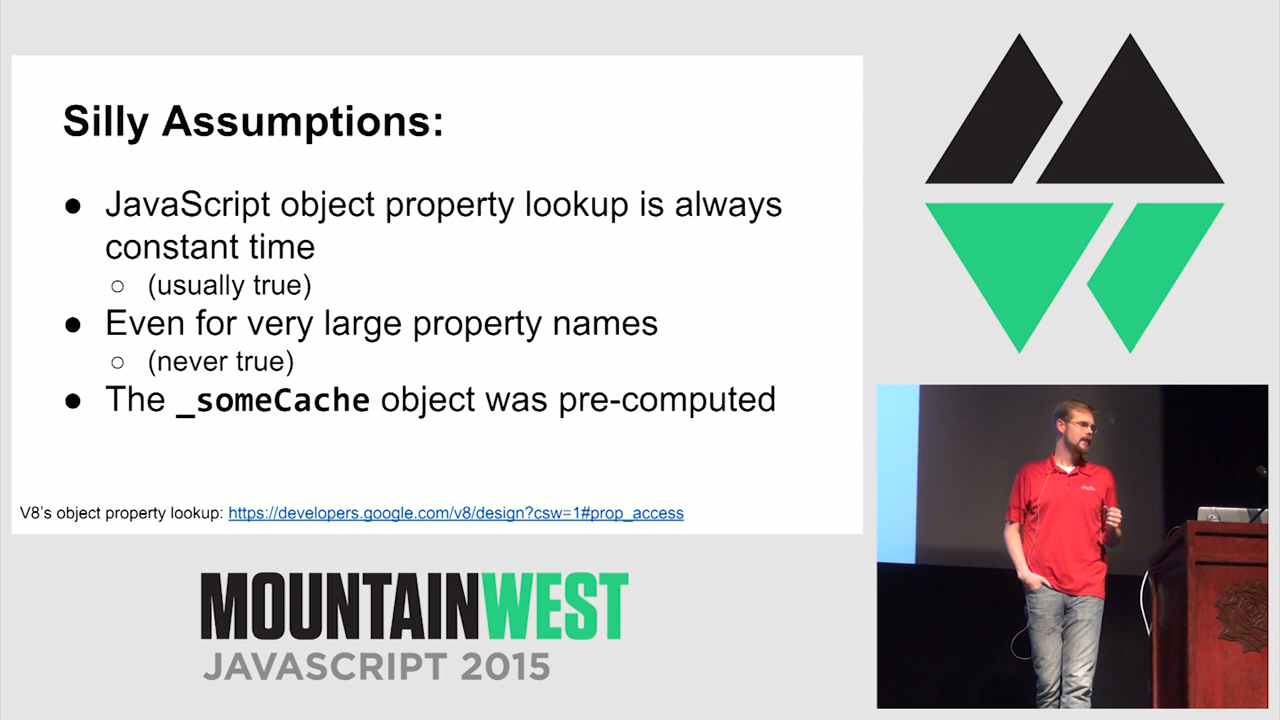 Silly Assumptions:
● JavaScript object property lookup is always
constant time
○ (usually true)
● Even for very large property names
○ (never true)
● The _someCache object was pre-computed
V8's object property lookup: https://developers.google.com/v8/design?csw=1#prop_access
MOUNTAINWEST
JAVASCRIPT 2015